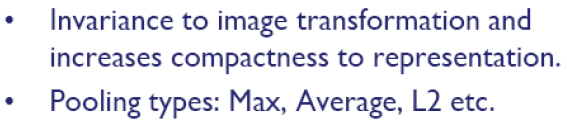 • Invariance to image transformation and
increases compactness to representation.
• Pooling types: Max, Average, L2 etc.